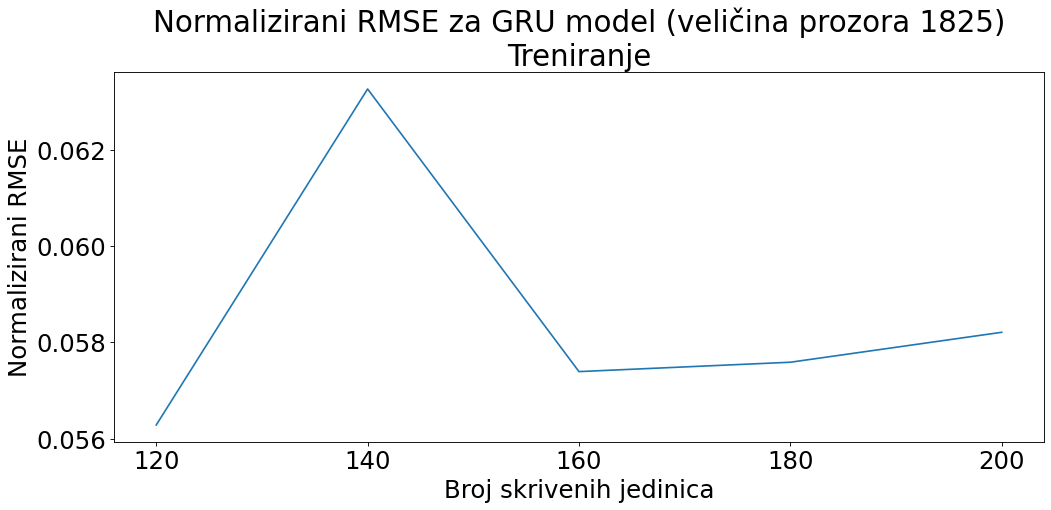 Normalizirani RMSE za GRU model (veličina prozora 1825)
Treniranje
Normalizirani RMSE
0.062
0.060
0.058
0.056
120 140 160 180 200
Broj skrivenih jedinica